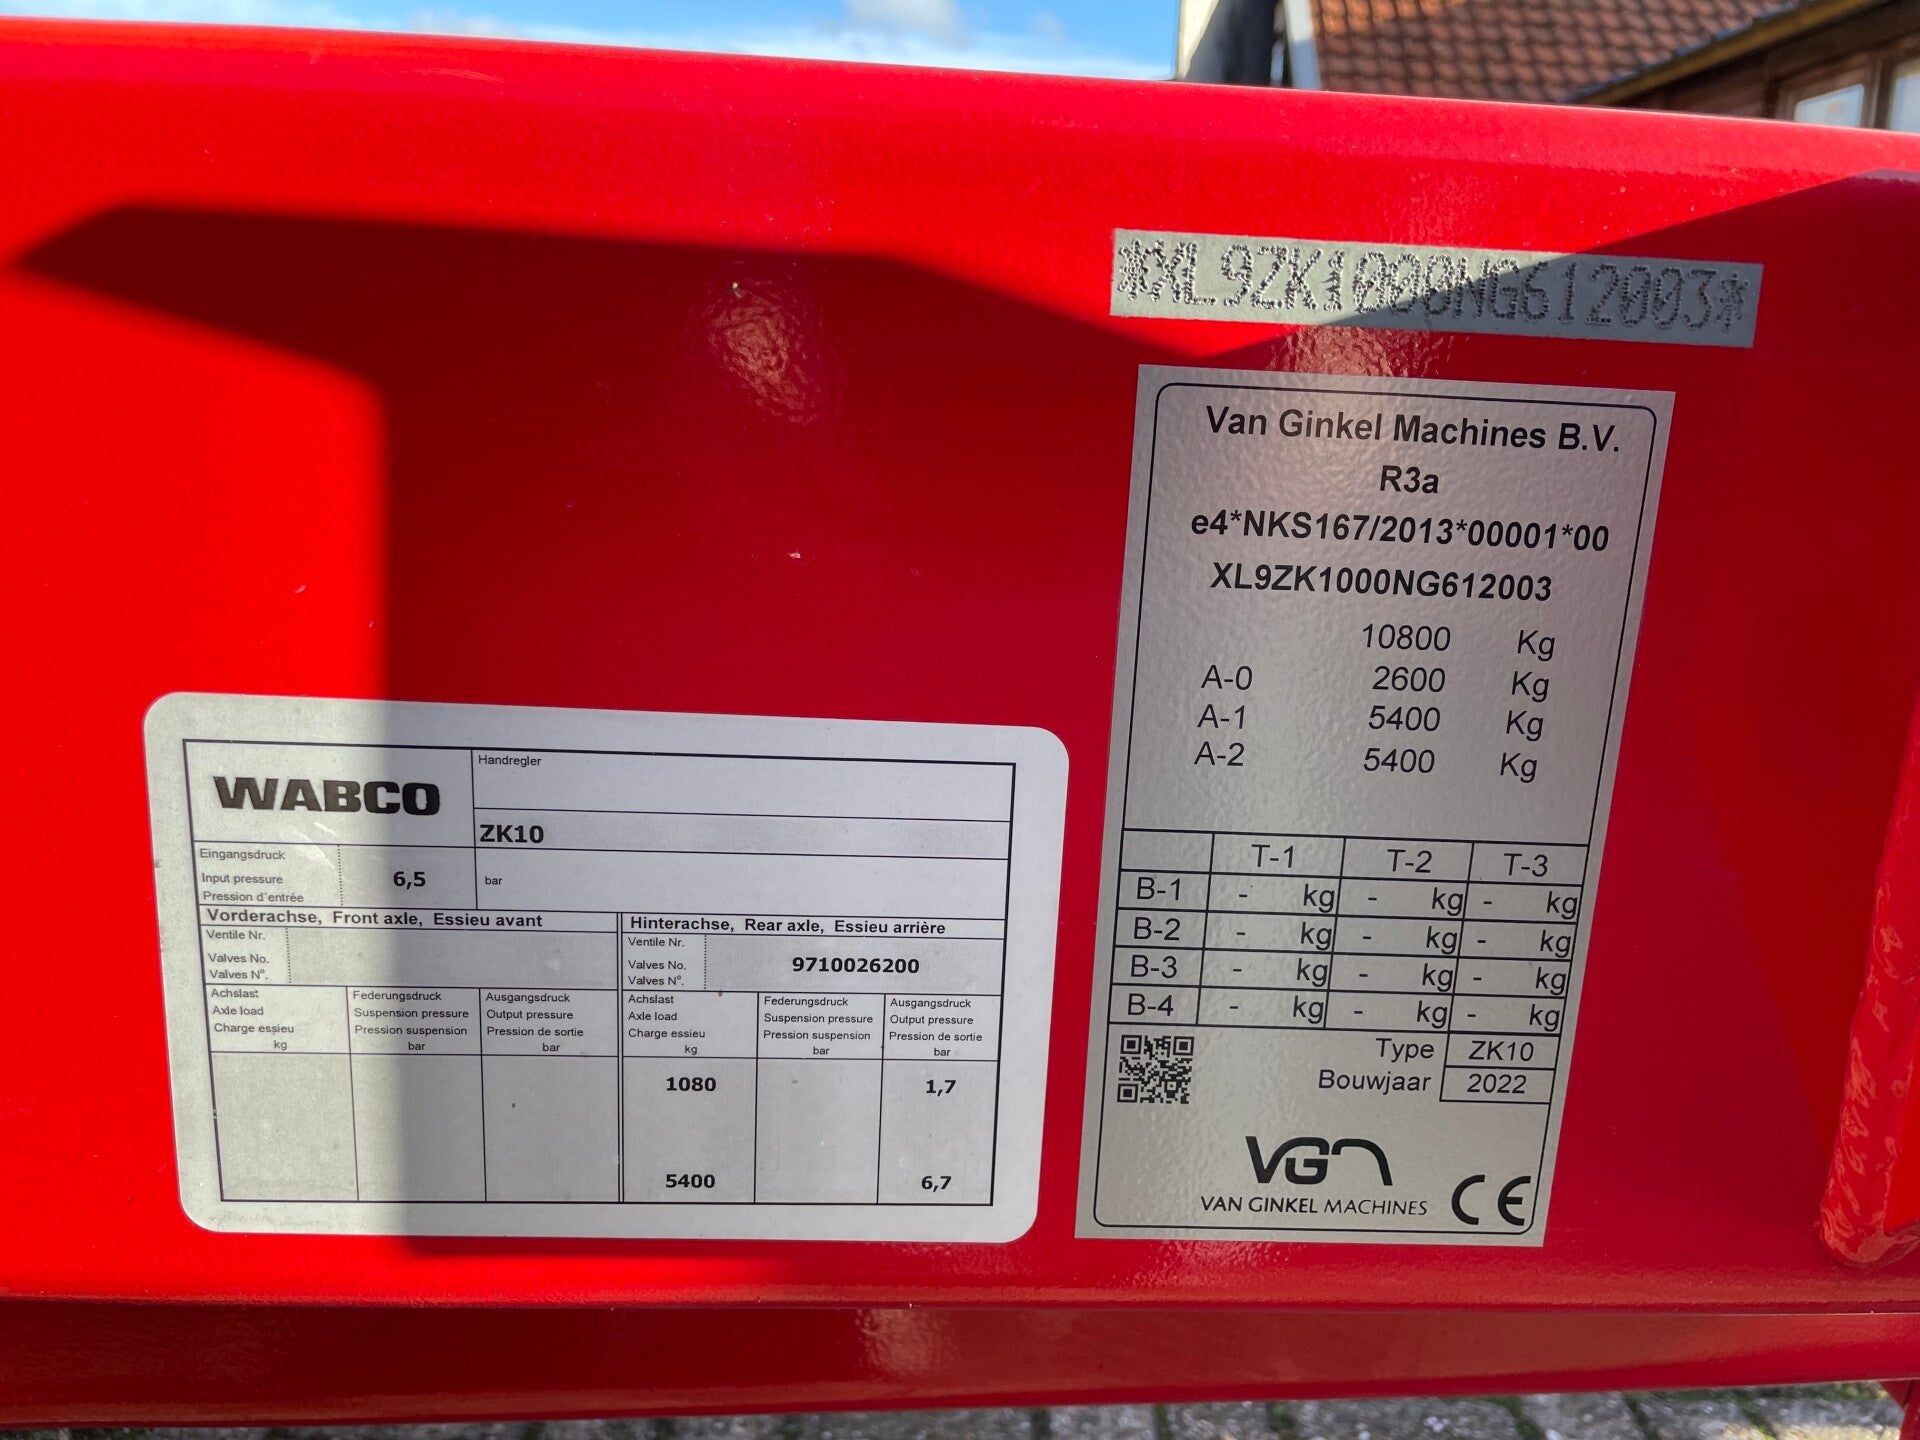 *XL9ZK1000NG612003*
Van Ginkel Machines B.V.
R3a
e4*NKS167/2013*00001*00
XL9ZK1000NG612003
10800 Kg
A-0 2600 Kg
A-1 5400 Kg
A-2 5400 Kg
T-1 T-2 T-3
B-1 - kg - kg - kg
B-2 - kg - kg - kg
B-3 - kg - kg - kg
B-4 - kg - kg - kg
Type ZK10
Bouwjaar 2022
VGN
VAN GINKEL MACHINES
CE
WABCO
Handregler
ZK10
Eingangsdruck
Input pressure 6,5 bar
Pression d'entrée
Vorderachse, Front axle, Essieu avant
Ventile Nr.
Valves No.
Valves N°.
Achslast Federungsdruck Ausgangsdruck
Axle load Suspension pressure Output pressure
Charge essieu Pression suspension Pression de sortie
kg bar bar
Hinterachse, Rear axle, Essieu arrière
Ventile Nr.
Valves No. 9710026200
Valves N°.
Achslast Federungsdruck Ausgangsdruck
Axle load Suspension pressure Output pressure
Charge essieu Pression suspension Pression de sortie
kg bar bar
1080 1,7
5400 6,7